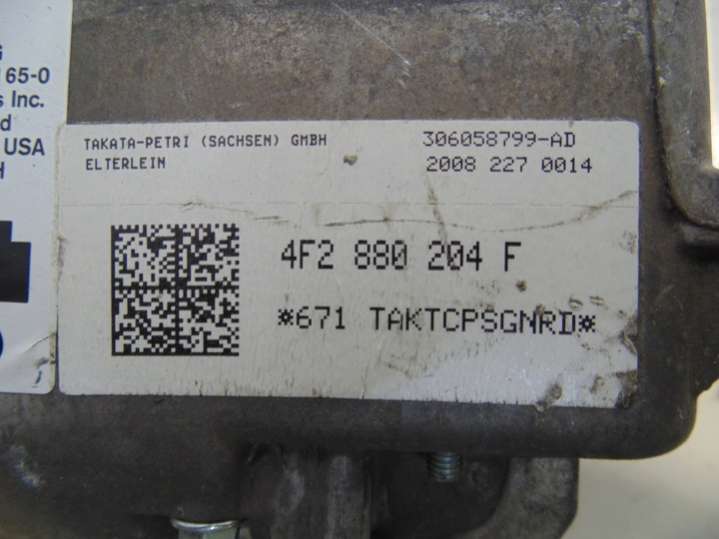 G
65-0
s Inc.
d
USA
H
TAKATA-PETRI (SACHSEN) GMBH
306058799-AD
ELTERLEIN
2008 227 0014
4F2 880 204 F
*671 TAKTCPSGNRD*